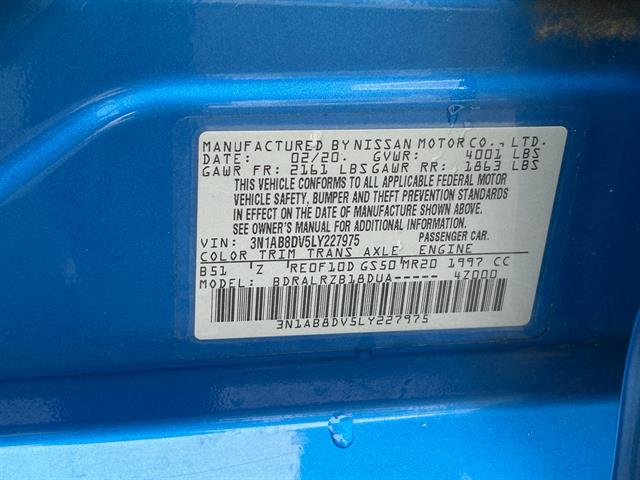 MANUFACTURED BY NISSAN MOTOR CO., LTD.
DATE: 02/20. GVWR: 4001 LBS
GAWR FR: 2161 LBS GAWR RR: 1863 LBS
THIS VEHICLE CONFORMS TO ALL APPLICABLE FEDERAL MOTOR
VEHICLE SAFETY, BUMPER AND THEFT PREVENTION STANDARDS
IN EFFECT ON THE DATE OF MANUFACTURE SHOWN ABOVE.
SEE OWNER'S MANUAL FOR ADDITIONAL INFORMATION.
VIN: 3N1AB8DV5LY227975 PASSENGER CAR.
COLOR TRIM TRANS AXLE ENGINE
B51 Z RE0F10D GS50 MR20 1997 CC
MODEL: BDRALRZB18DUA----- 4Z000
3N1AB8DV5LY227975